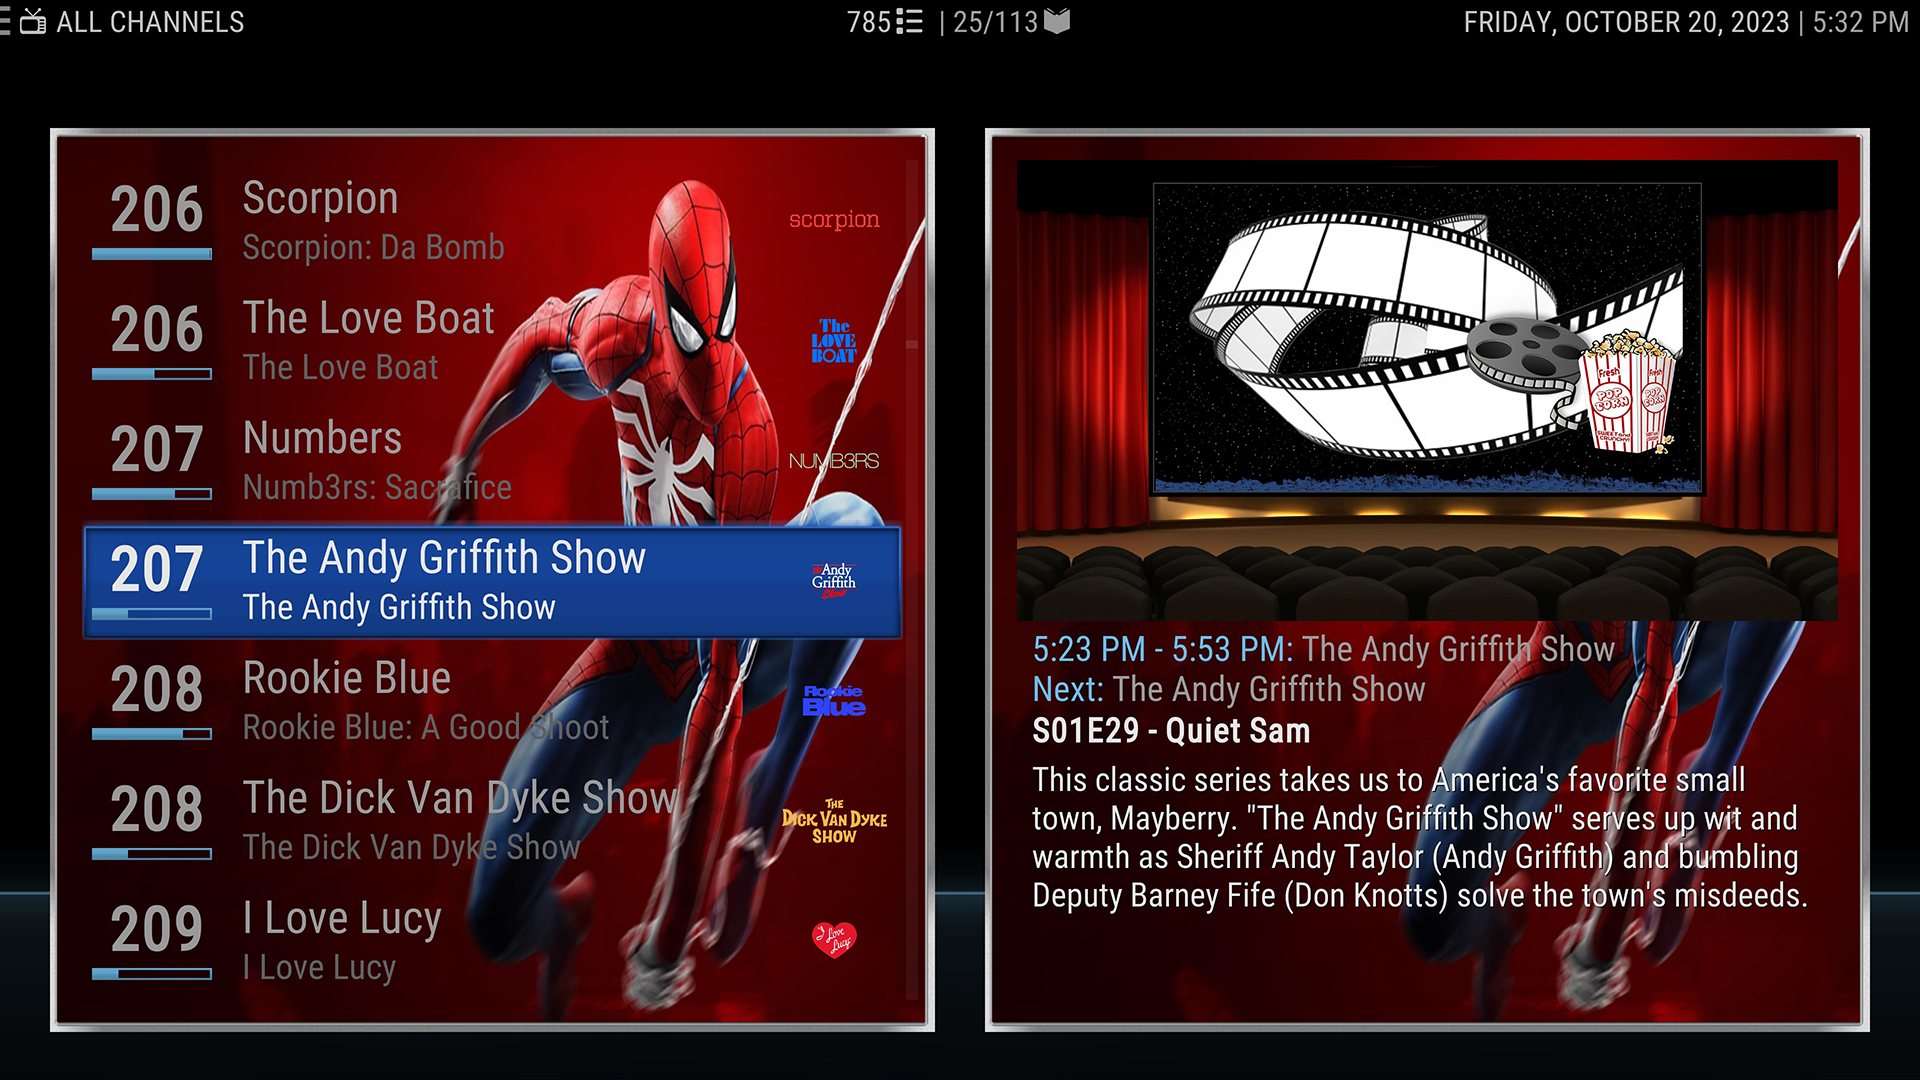 ALL CHANNELS
785 | 25/113
FRIDAY, OCTOBER 20, 2023 | 5:32 PM
206 Scorpion
Scorpion: Da Bomb
scorpion
206 The Love Boat
The Love Boat
The
LOVE
BOAT
207 Numbers
Numb3rs: Sacrafice
NUMB3RS
207 The Andy Griffith Show
The Andy Griffith Show
The Andy
Griffith
Show
208 Rookie Blue
Rookie Blue: A Good Shoot
Rookie
Blue
208 The Dick Van Dyke Show
The Dick Van Dyke Show
THE
DICK VAN DYKE
SHOW
209 I Love Lucy
I Love Lucy
I Love
Lucy
Fresh
POP
CORN
SWEET and
CRUNCHY!
Fresh
POP
CORN
5:23 PM - 5:53 PM: The Andy Griffith Show
Next: The Andy Griffith Show
S01E29 - Quiet Sam
This classic series takes us to America's favorite small
town, Mayberry. "The Andy Griffith Show" serves up wit and
warmth as Sheriff Andy Taylor (Andy Griffith) and bumbling
Deputy Barney Fife (Don Knotts) solve the town's misdeeds.